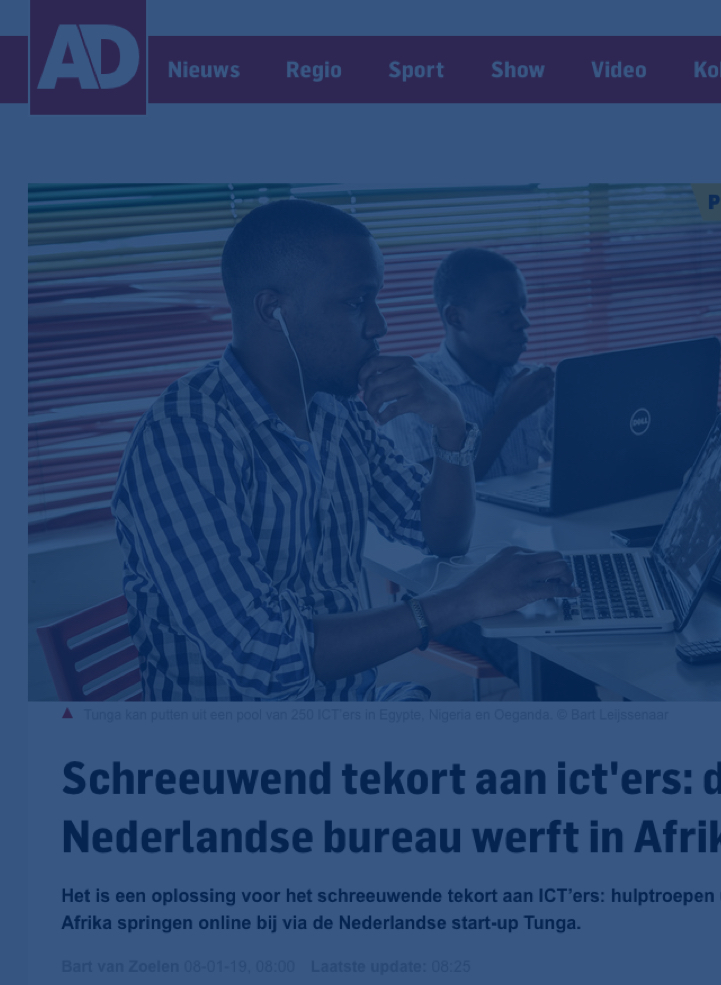 AD
Nieuws Regio Sport Show Video
DELL
Tunga kan putten uit een pool van 250 ICT'ers in Egypte, Nigeria en Oeganda. © Bart Leijssenaar
Schreeuwend tekort aan ict'ers:
Nederlandse bureau werft in
Het is een oplossing voor het schreeuwende tekort aan ICT'ers: hulptroepen
Afrika springen online bij via de Nederlandse start-up Tunga.
Bart van Zoelen 08-01-19, 08:00 Laatste update: 08:25